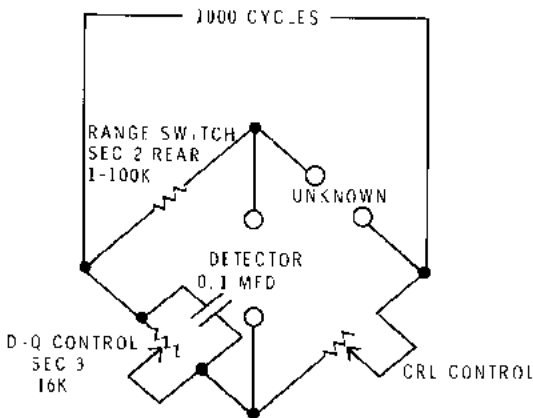 1000 CYCLES
RANGE SWITCH
SEC 2 REAR
1-100K
UNKNOWN
DETECTOR
0.1 MFD
D-Q CONTROL
SEC 3
16K
CRL CONTROL